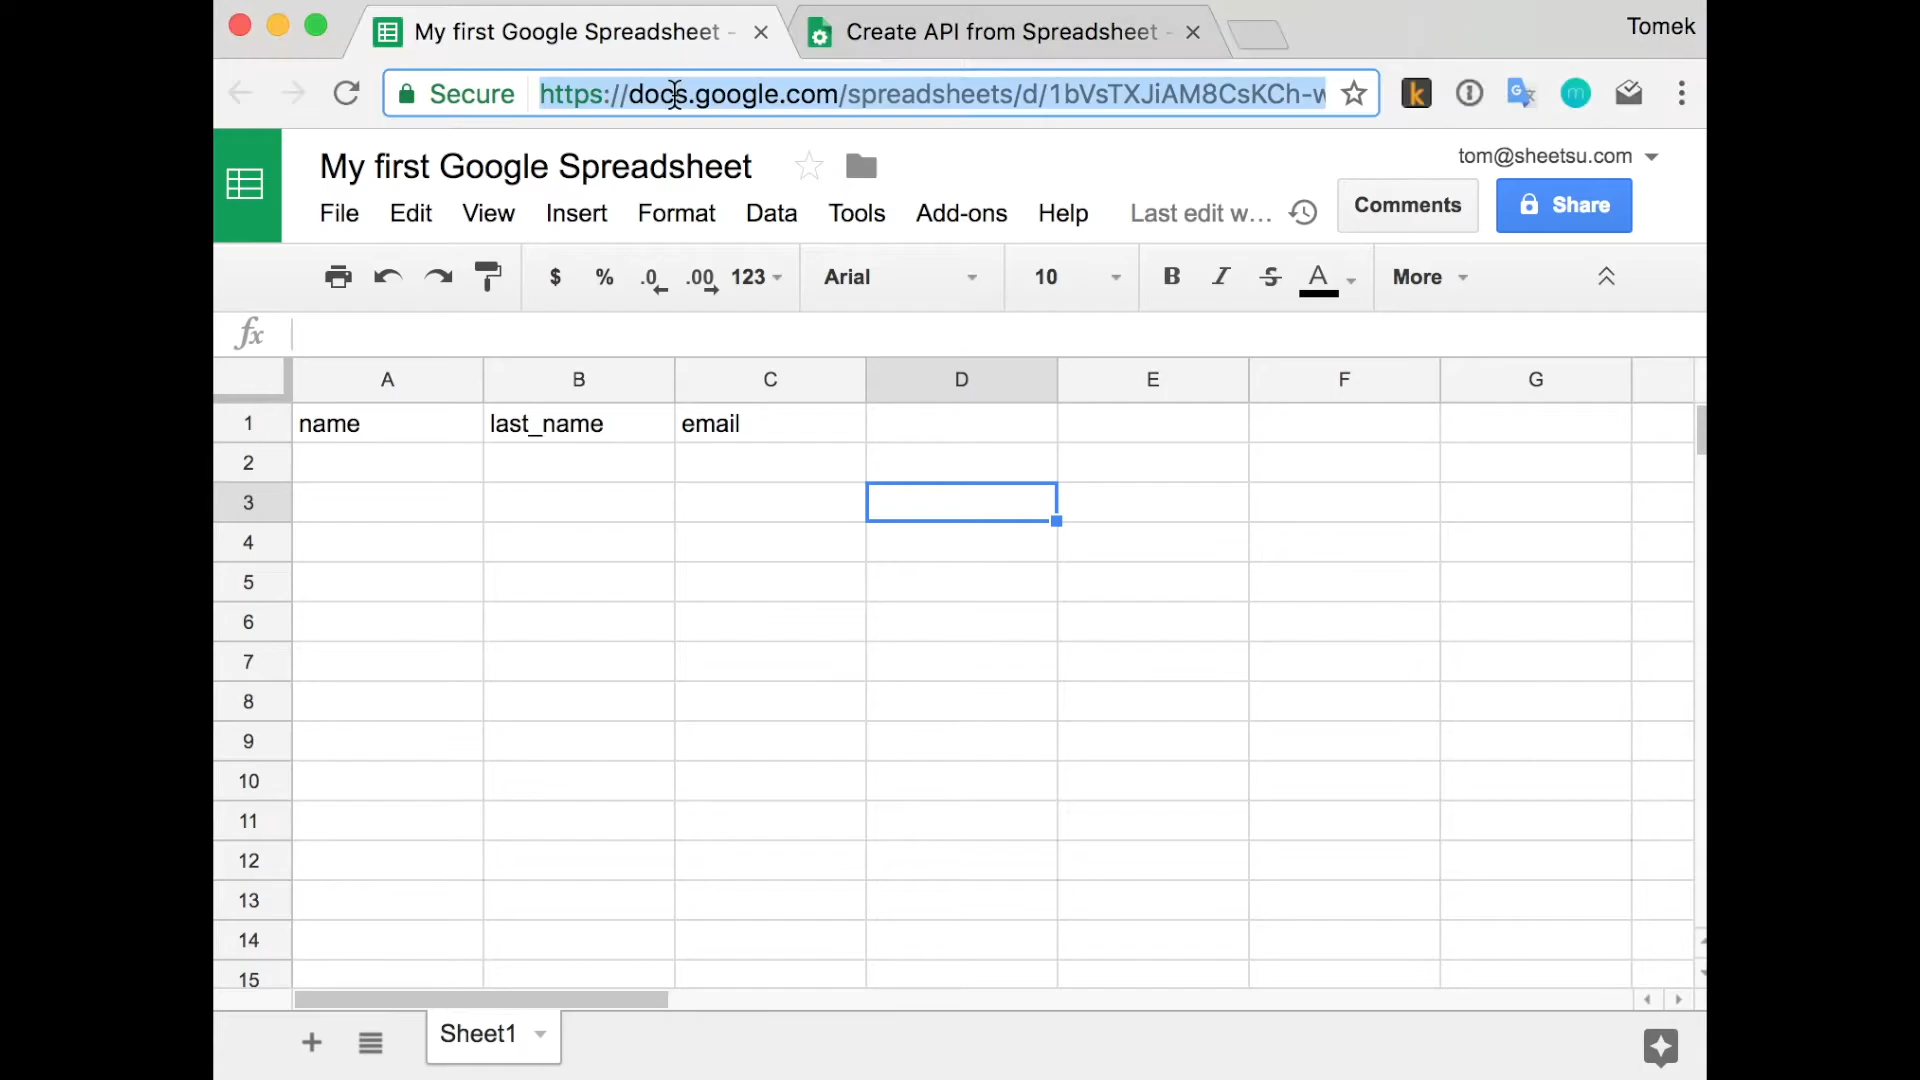 My first Google Spreadsheet -
Create API from Spreadsheet -
Tomek
Secure
https://docs.google.com/spreadsheets/d/1bVsTXJiAM8CsKCh-w
My first Google Spreadsheet
tom@sheetsu.com
File Edit View Insert Format Data Tools Add-ons Help Last edit w...
Comments
Share
$ % .0 .00 123 Arial 10 B I S A More
fx
A B C D E F G
1 name last_name email
2
3
4
5
6
7
8
9
10
11
12
13
14
15
Sheet1